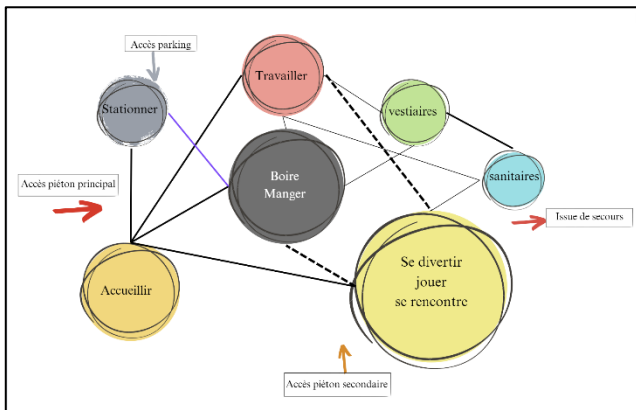 Accès parking
Travailler
Stationner
vestiaires
Boire
Manger
sanitaires
Accès piéton principal
Issue de secours
Accueillir
Se divertir
jouer
se rencontre
Accès piéton secondaire